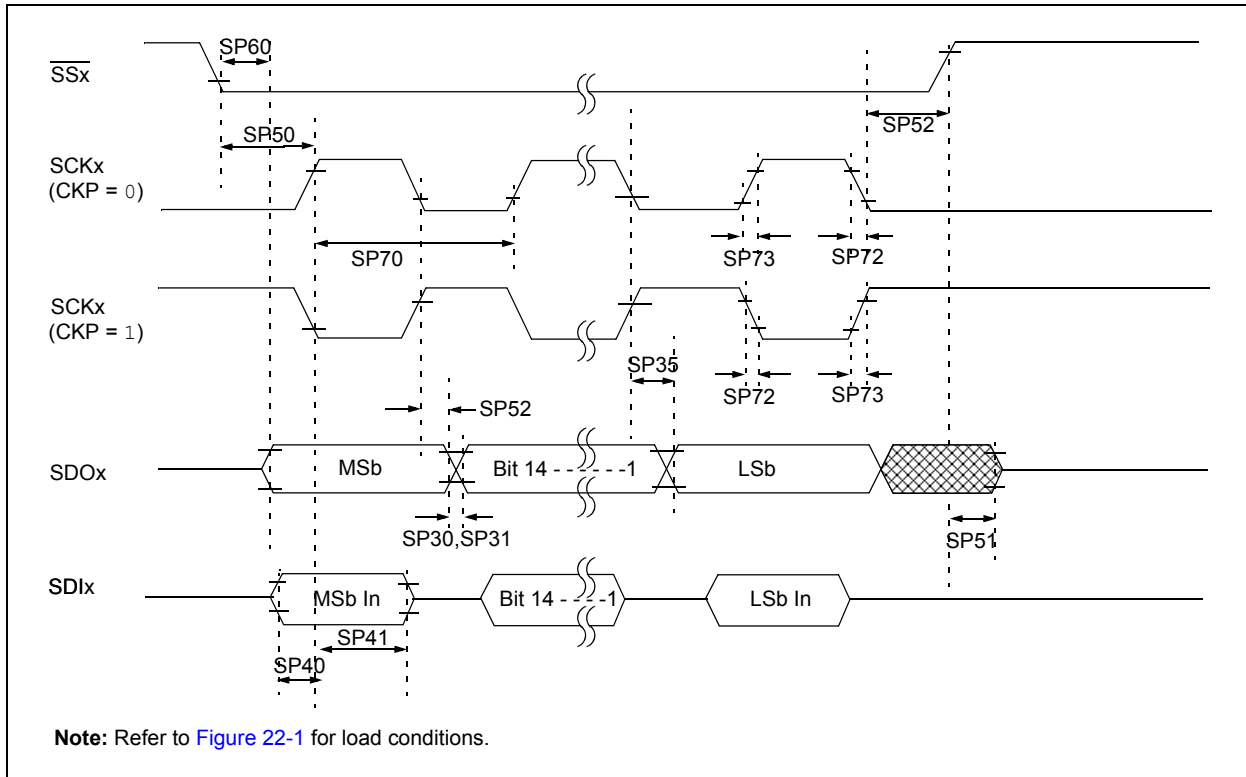 SP60
SSx
SP50
SP52
SCKx
(CKP = 0)
SP70
SP73
SP72
SCKx
(CKP = 1)
SP35
SP72
SP73
SP52
SDOx
MSb
Bit 14 - - - - - -1
LSb
SP30,SP31
SP51
SDIx
MSb In
Bit 14 - - - - -1
LSb In
SP41
SP40
Note: Refer to Figure 22-1 for load conditions.